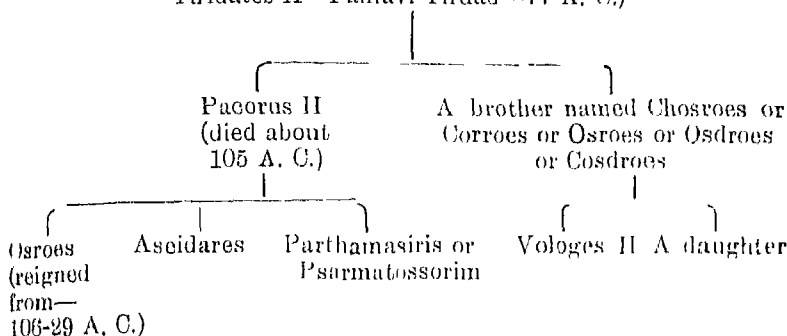 Pacorus II
(died about
105 A. C.)
A brother named Chosroes or
Corroes or Osroes or Osdroes
or Cosdroes
Osroes
(reigned
from—
106-29 A. C.)
Ascidares
Parthamasiris or
Psarmatossorim
Vologes II A daughter